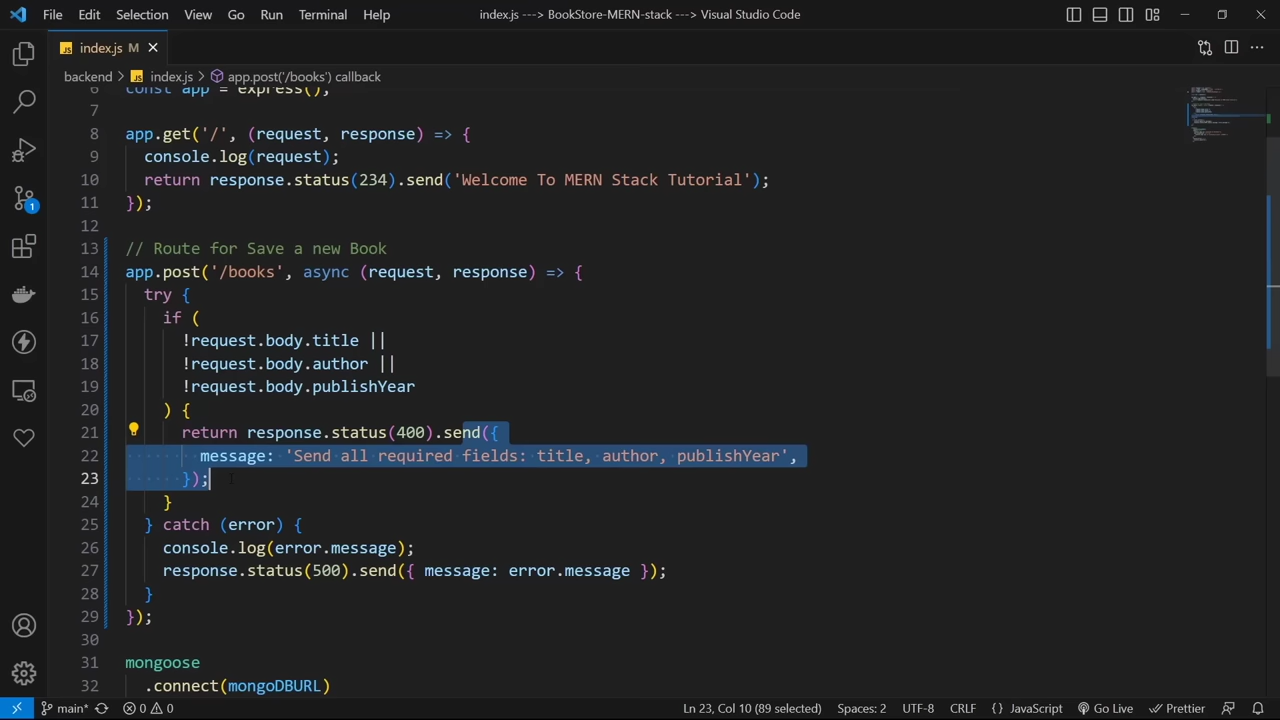 File Edit Selection View Go Run Terminal Help index.js ---> BookStore-MERN-stack ---> Visual Studio Code
JS index.js M
backend > JS index.js > app.post('/books') callback
6 const app = express();
7
8 app.get('/', (request, response) => {
9 console.log(request);
10 return response.status(234).send('Welcome To MERN Stack Tutorial');
11 });
12
13 // Route for Save a new Book
14 app.post('/books', async (request, response) => {
15 try {
16 if (
17 !request.body.title ||
18 !request.body.author ||
19 !request.body.publishYear
20 ) {
21 return response.status(400).send({
22 message: 'Send all required fields: title, author, publishYear',
23 });
24 }
25 } catch (error) {
26 console.log(error.message);
27 response.status(500).send({ message: error.message });
28 }
29 });
30
31 mongoose
32 .connect(mongoDBURL)
1
main* 0 0 Ln 23, Col 10 (89 selected) Spaces: 2 UTF-8 CRLF {} JavaScript Go Live Prettier